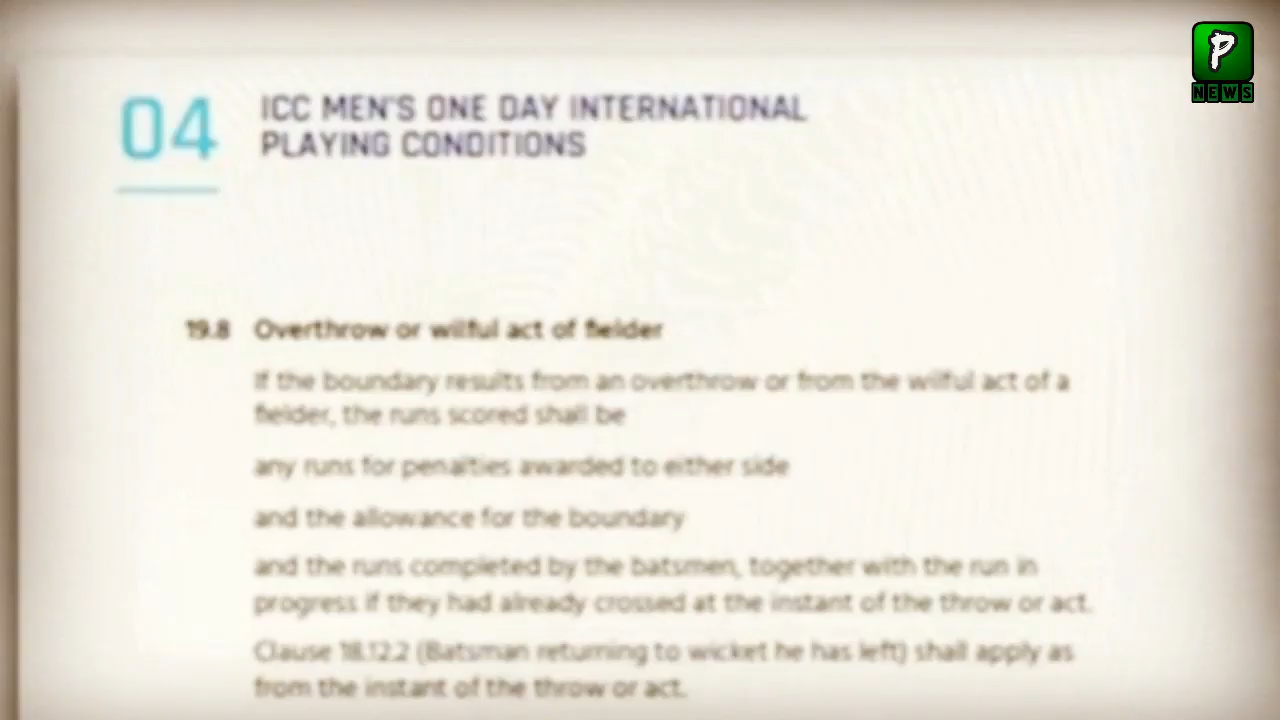 P
NEWS
04
ICC MEN'S ONE DAY INTERNATIONAL
PLAYING CONDITIONS
19.8 Overthrow or wilful act of fielder
If the boundary results from an overthrow or from the wilful act of a
fielder, the runs scored shall be
any runs for penalties awarded to either side
and the allowance for the boundary
and the runs completed by the batsmen, together with the run in
progress if they had already crossed at the instant of the throw or act.
Clause 18.12.2 (Batsman returning to wicket he has left) shall apply as
from the instant of the throw or act.